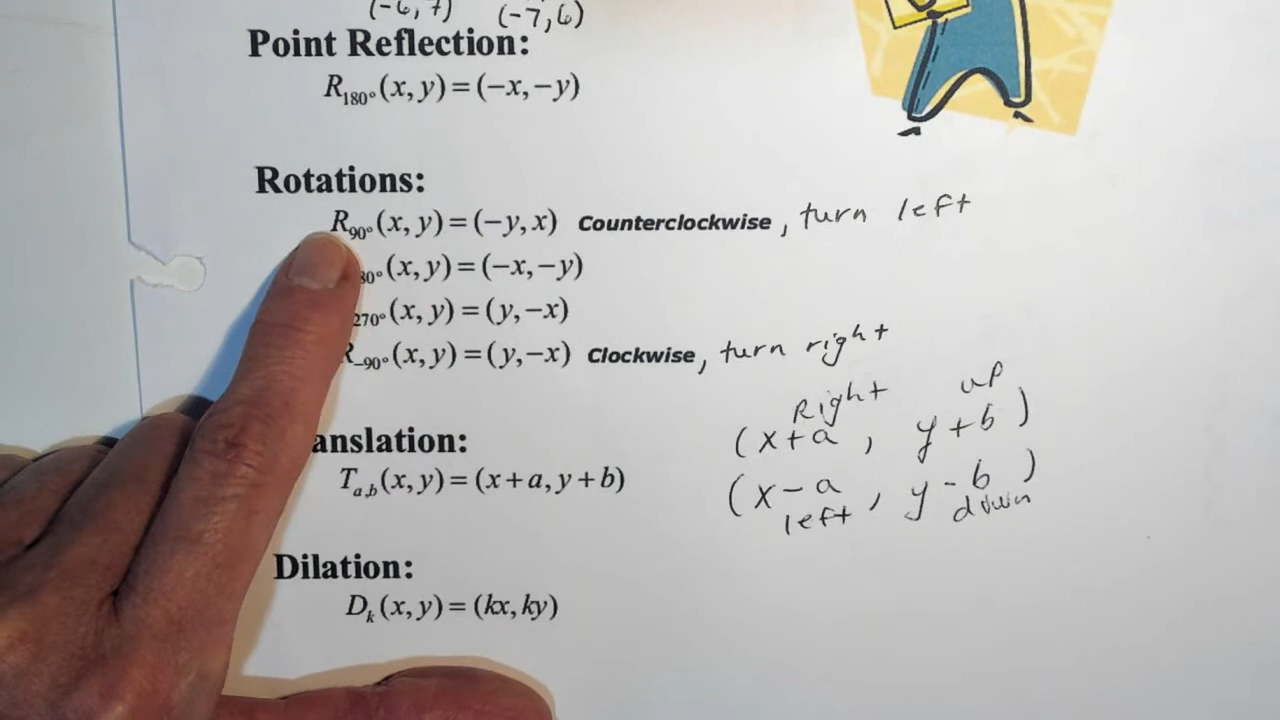 (-6,7) (-7,6)
Point Reflection:
R180°(x, y) = (−x, −y)
Rotations:
R90°(x, y) = (−y, x) Counterclockwise, turn left
80°(x, y) = (−x, −y)
270°(x, y) = (y, −x)
R−90°(x, y) = (y, −x) Clockwise, turn right
Right up
(x+a, y+b)
anslation:
Ta,b(x, y) = (x + a, y + b)
(x-a, y-b)
left down
Dilation:
Dk(x, y) = (kx, ky)